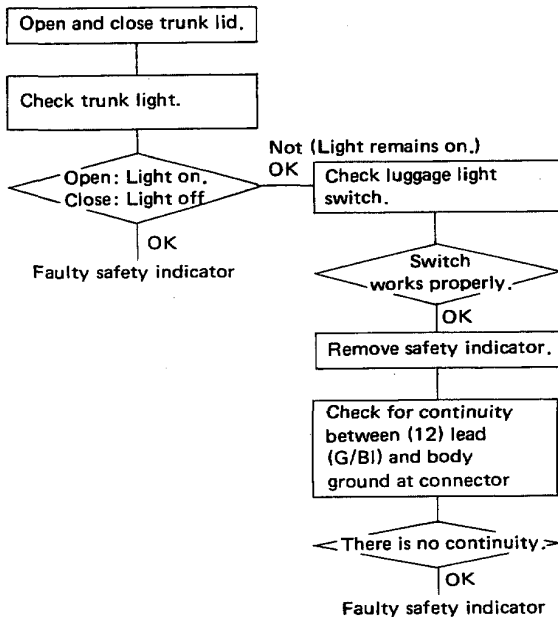 Open and close trunk lid.
Check trunk light.
Open: Light on.
Close: Light off
OK
Faulty safety indicator
Not (Light remains on.)
OK
Check luggage light
switch.
Switch
works properly.
OK
Remove safety indicator.
Check for continuity
between (12) lead
(G/Bl) and body
ground at connector
There is no continuity.
OK
Faulty safety indicator